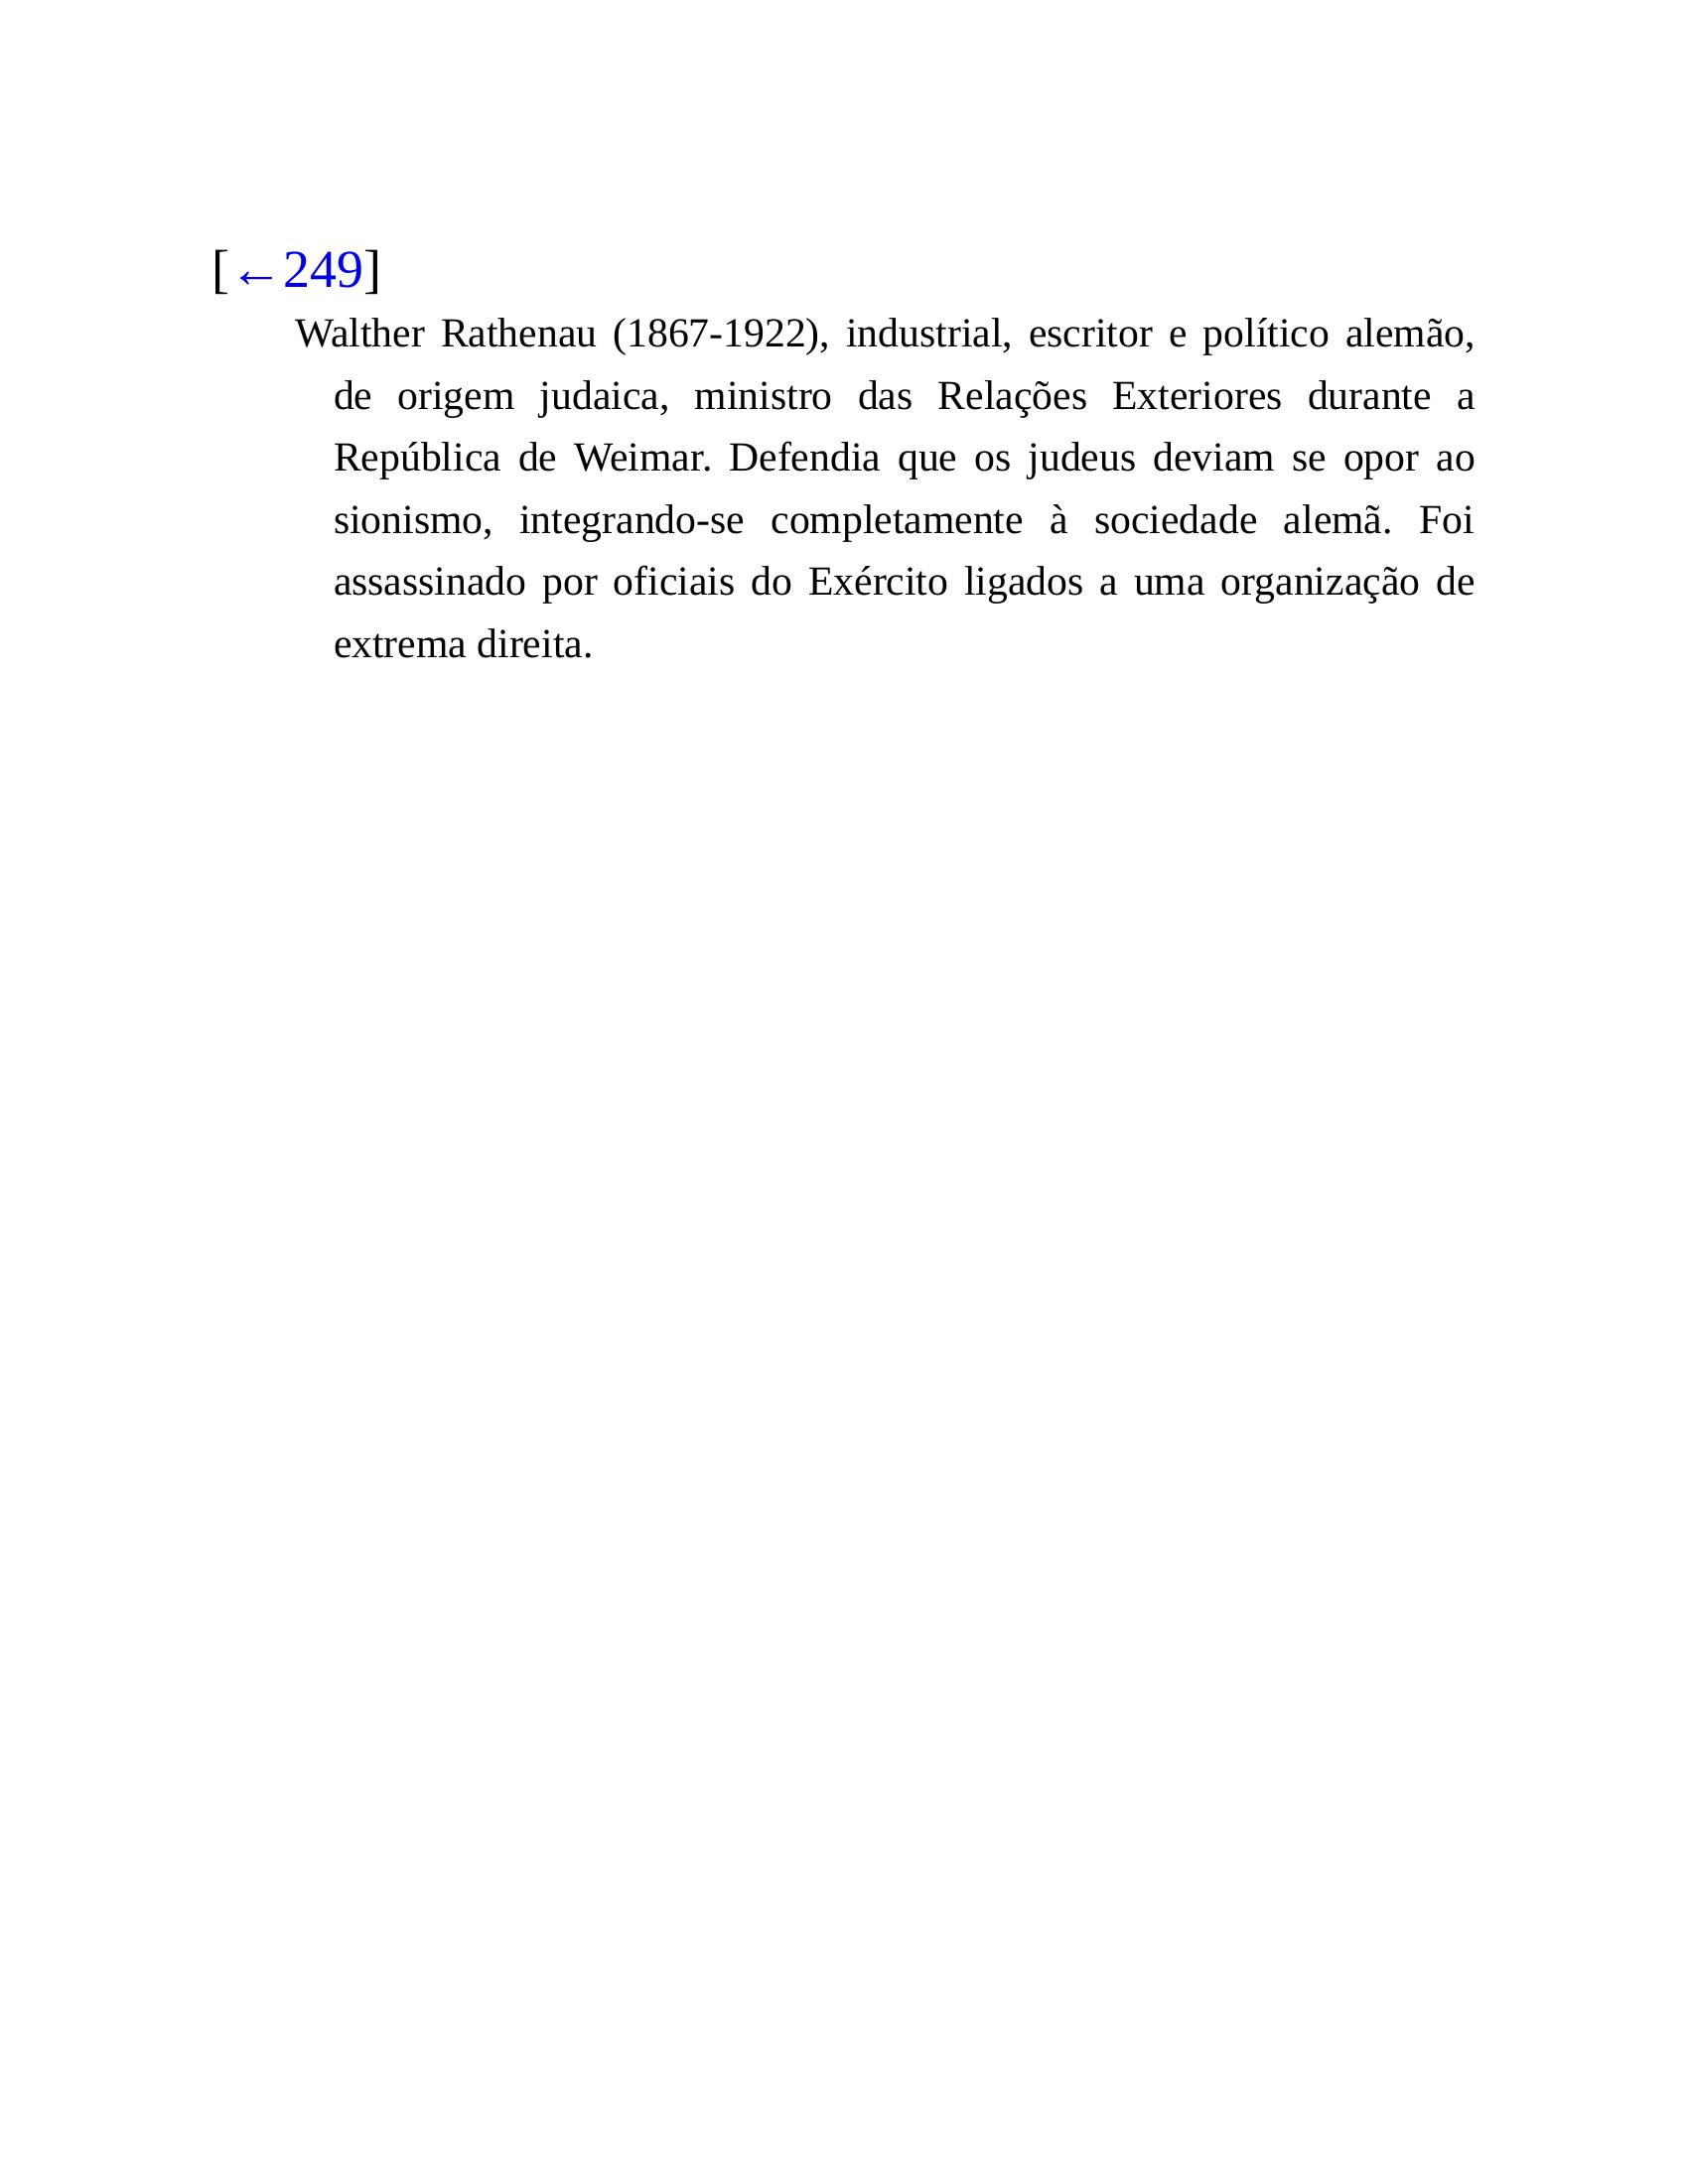 [←249]
Walther Rathenau (1867-1922), industrial, escritor e político alemão,
de origem judaica, ministro das Relações Exteriores durante a
República de Weimar. Defendia que os judeus deviam se opor ao
sionismo, integrando-se completamente à sociedade alemã. Foi
assassinado por oficiais do Exército ligados a uma organização de
extrema direita.